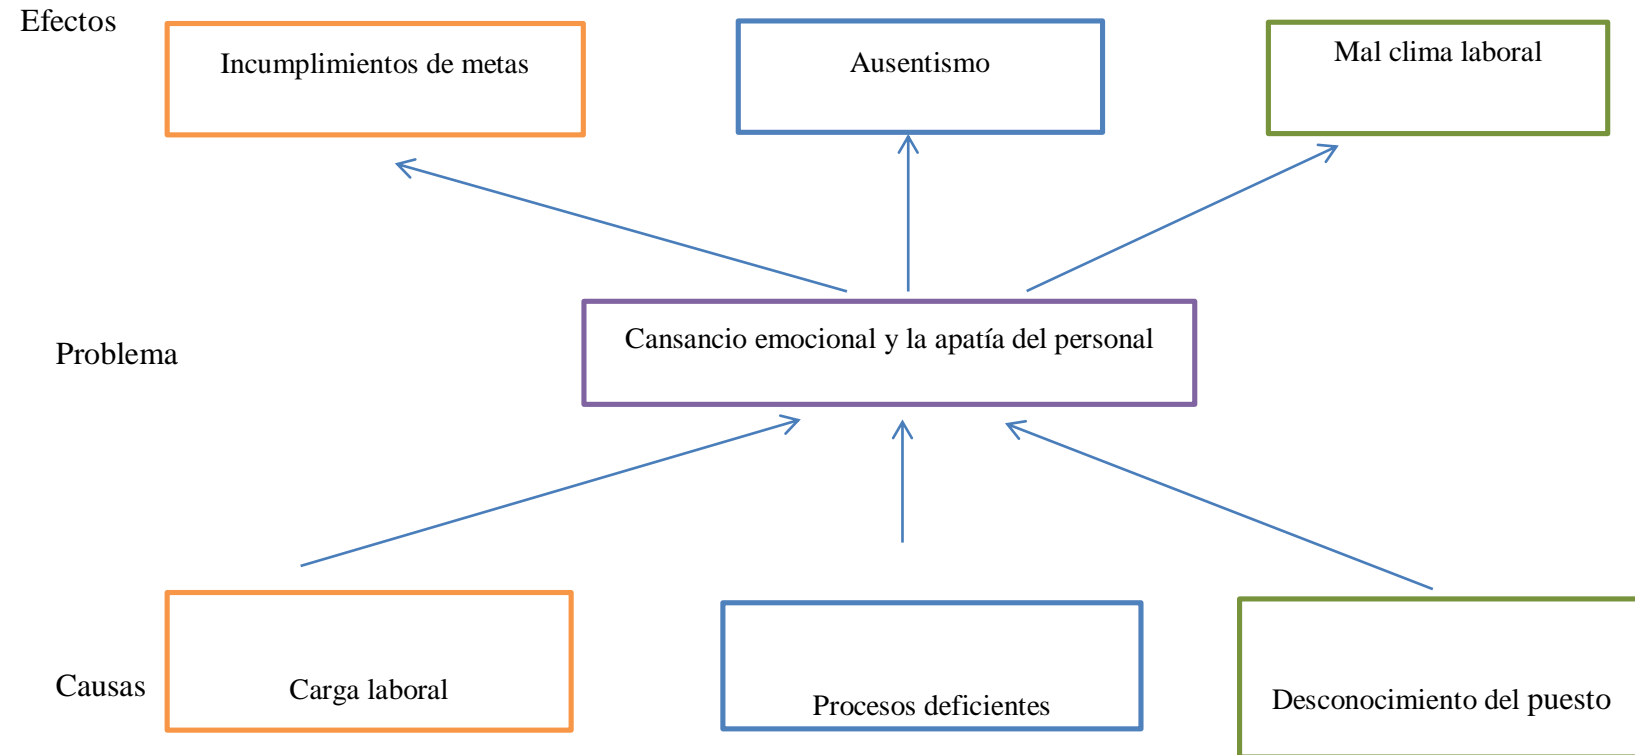 Efectos
Incumplimientos de metas
Ausentismo
Mal clima laboral
Problema
Cansancio emocional y la apatía del personal
Causas
Carga laboral
Procesos deficientes
Desconocimiento del puesto